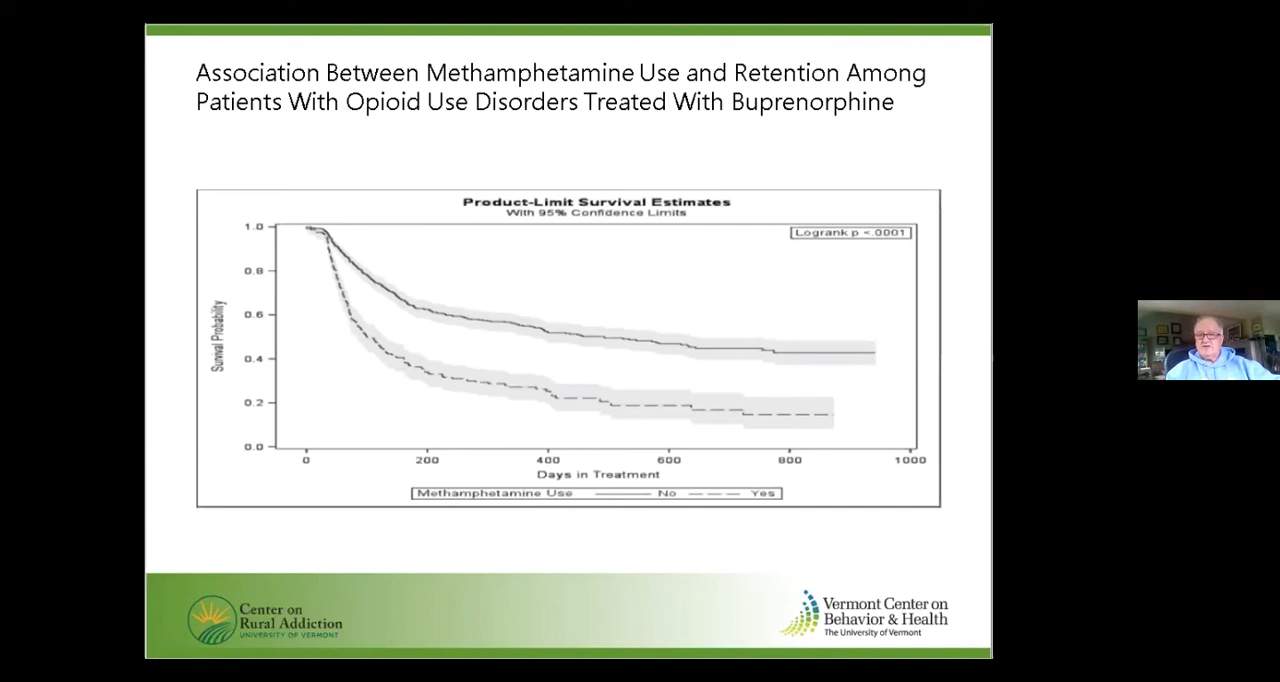 Association Between Methamphetamine Use and Retention Among
Patients With Opioid Use Disorders Treated With Buprenorphine
Product-Limit Survival Estimates
With 95% Confidence Limits
Logrank p <.0001
1.0
0.8
0.6
0.4
0.2
0.0
Survival Probability
0 200 400 600 800 1000
Days in Treatment
Methamphetamine Use No Yes
Center on
Rural Addiction
UNIVERSITY OF VERMONT
Vermont Center on
Behavior & Health
The University of Vermont